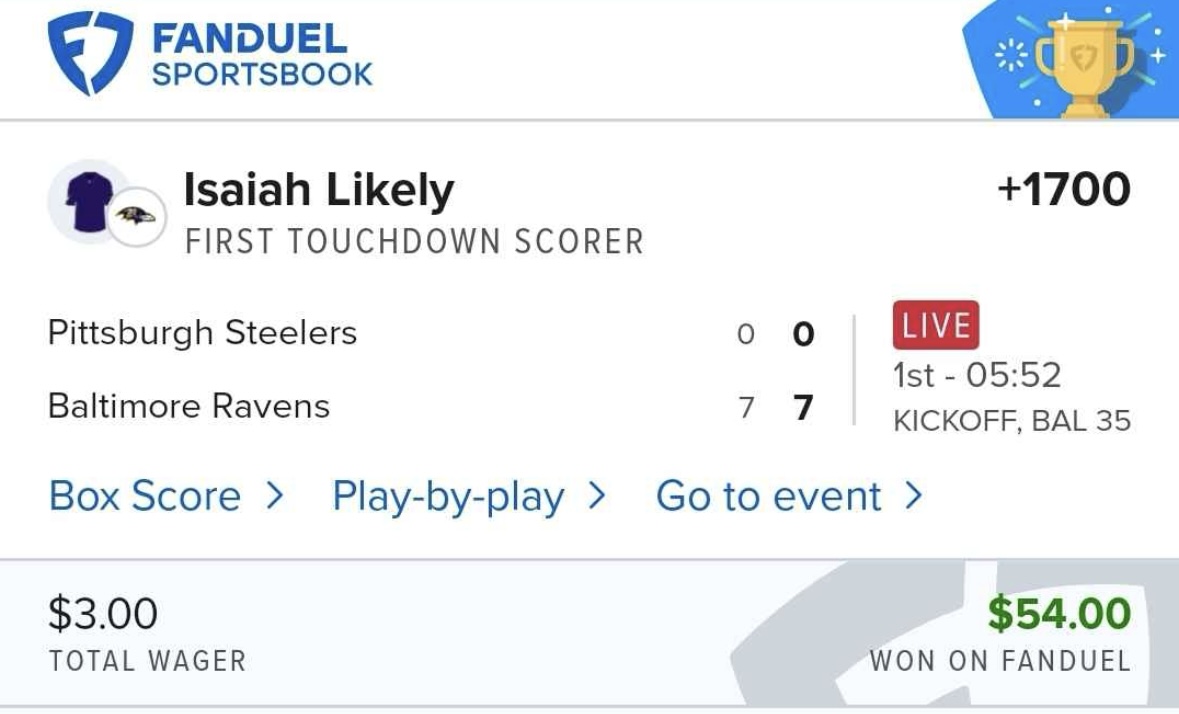 FANDUEL
SPORTSBOOK
Isaiah Likely +1700
FIRST TOUCHDOWN SCORER
Pittsburgh Steelers 0 0
Baltimore Ravens 7 7
LIVE
1st - 05:52
KICKOFF, BAL 35
Box Score > Play-by-play > Go to event >
$3.00 $54.00
TOTAL WAGER WON ON FANDUEL